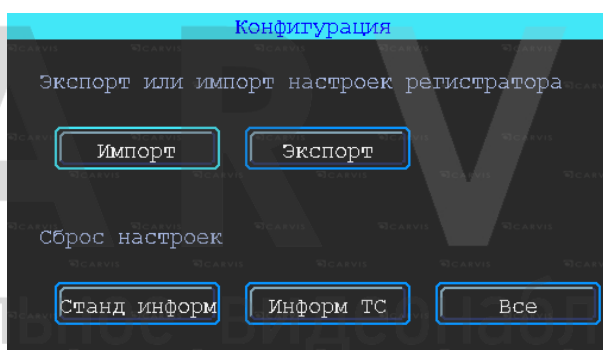 Конфигурация
Экспорт или импорт настроек регистратора
Импорт
Экспорт
Сброс настроек
Станд информ
Информ ТС
Все